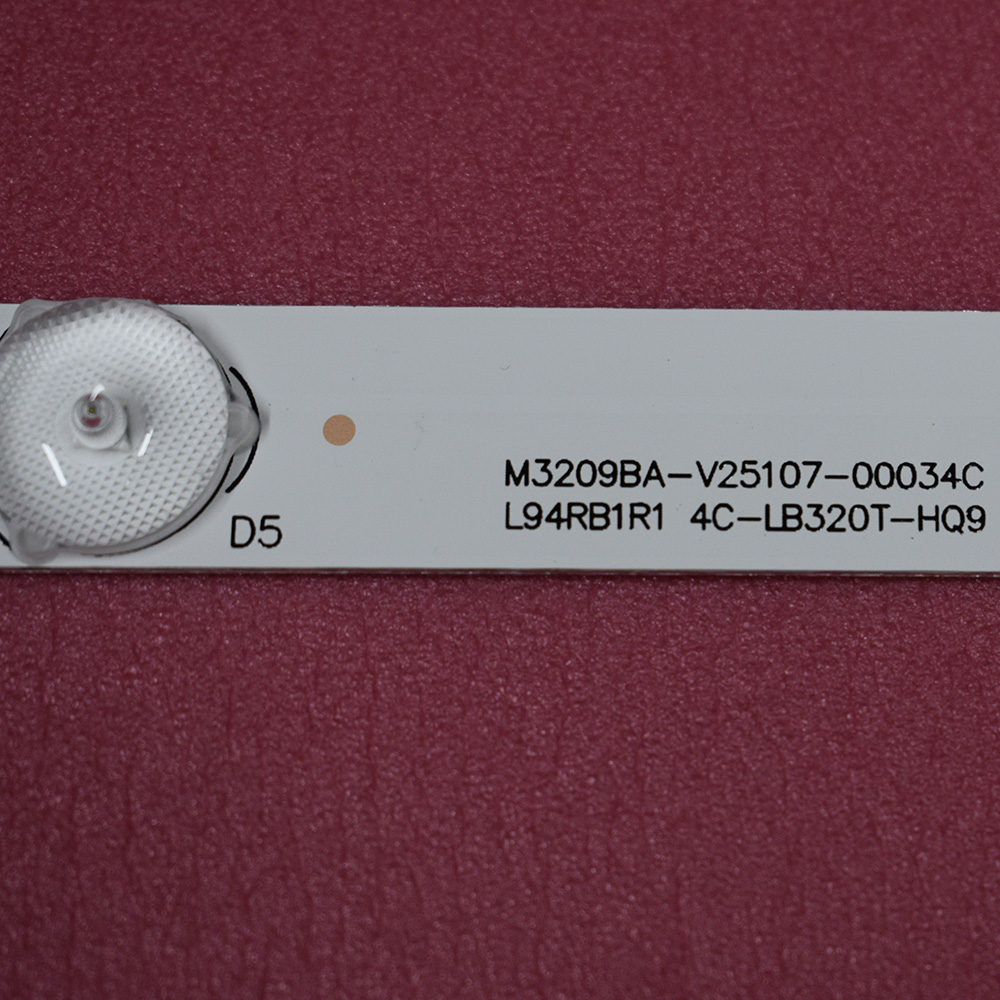 M3209BA-V25107-00034C
L94RB1R1 4C-LB320T-HQ9
D5